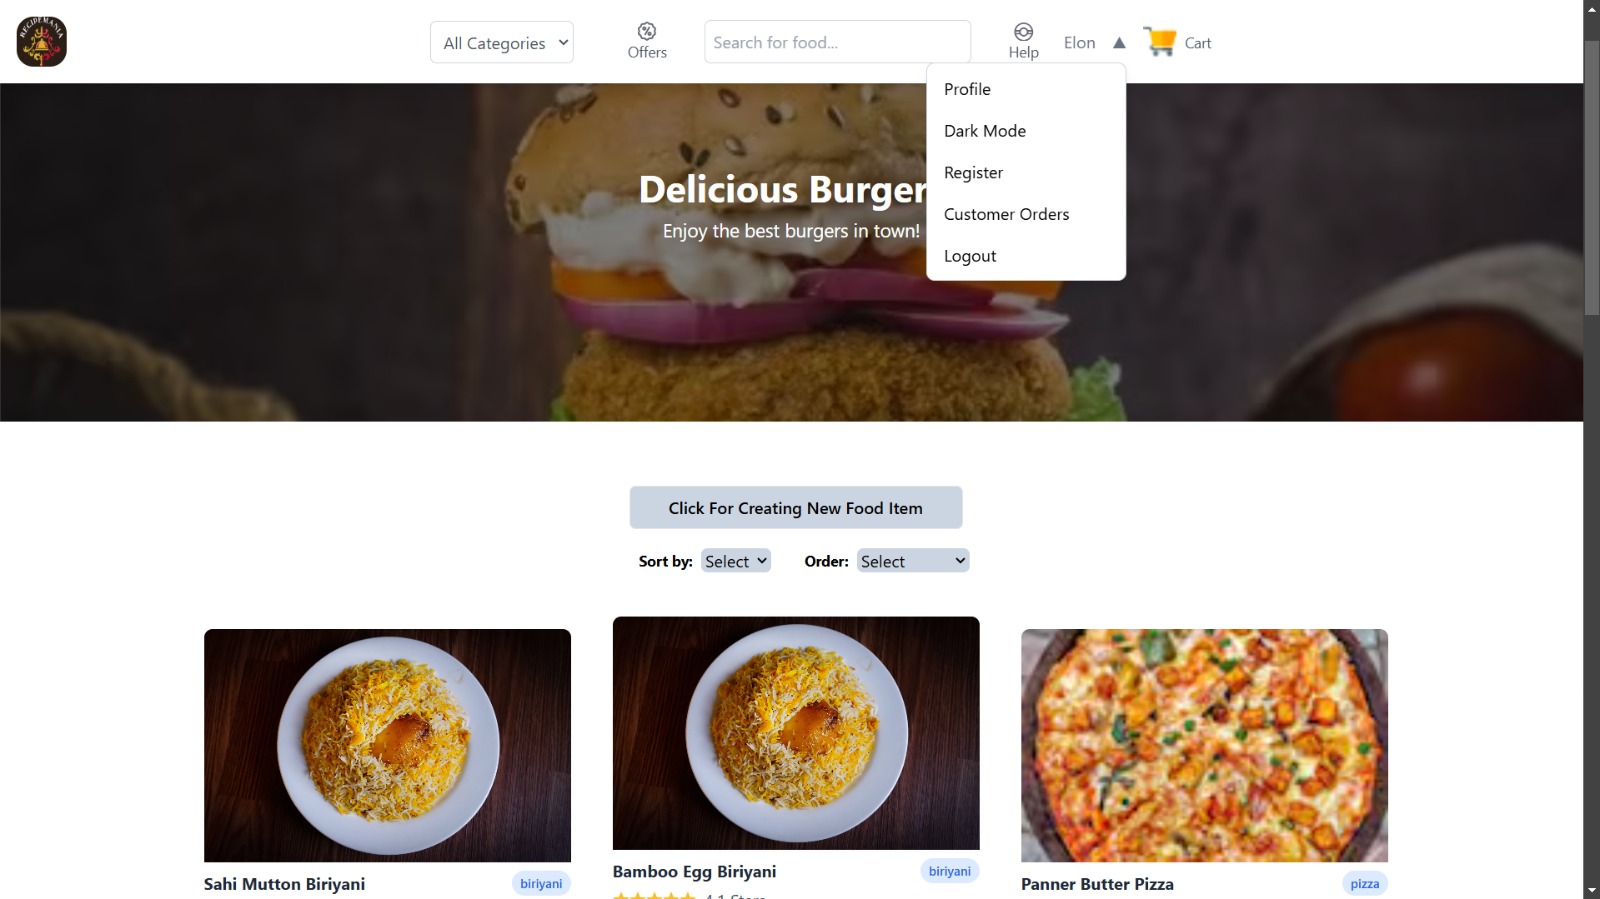 RECIPEMANIA
All Categories
Offers
Search for food...
Help
Elon
Cart
Profile
Dark Mode
Register
Customer Orders
Logout
Delicious Burger
Enjoy the best burgers in town!
Click For Creating New Food Item
Sort by: Select Order: Select
Sahi Mutton Biriyani biriyani
Bamboo Egg Biriyani biriyani
4.1 Stars
Panner Butter Pizza pizza